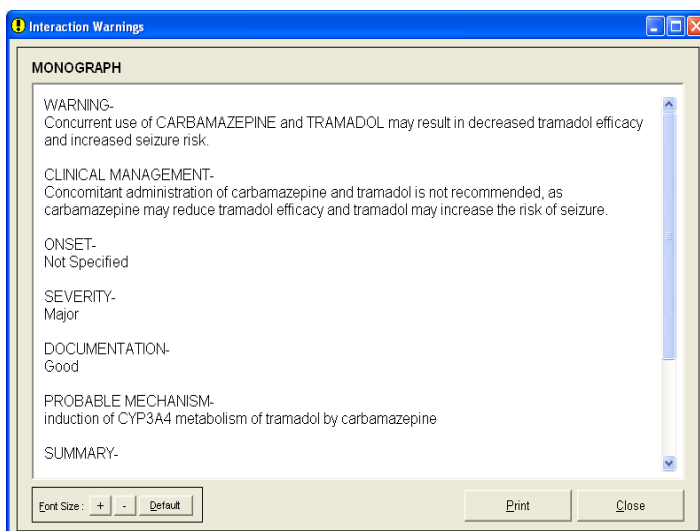 Interaction Warnings
MONOGRAPH
WARNING-
Concurrent use of CARBAMAZEPINE and TRAMADOL may result in decreased tramadol efficacy
and increased seizure risk.
CLINICAL MANAGEMENT-
Concomitant administration of carbamazepine and tramadol is not recommended, as
carbamazepine may reduce tramadol efficacy and tramadol may increase the risk of seizure.
ONSET-
Not Specified
SEVERITY-
Major
DOCUMENTATION-
Good
PROBABLE MECHANISM-
induction of CYP3A4 metabolism of tramadol by carbamazepine
SUMMARY-
Font Size : + - Default Print Close